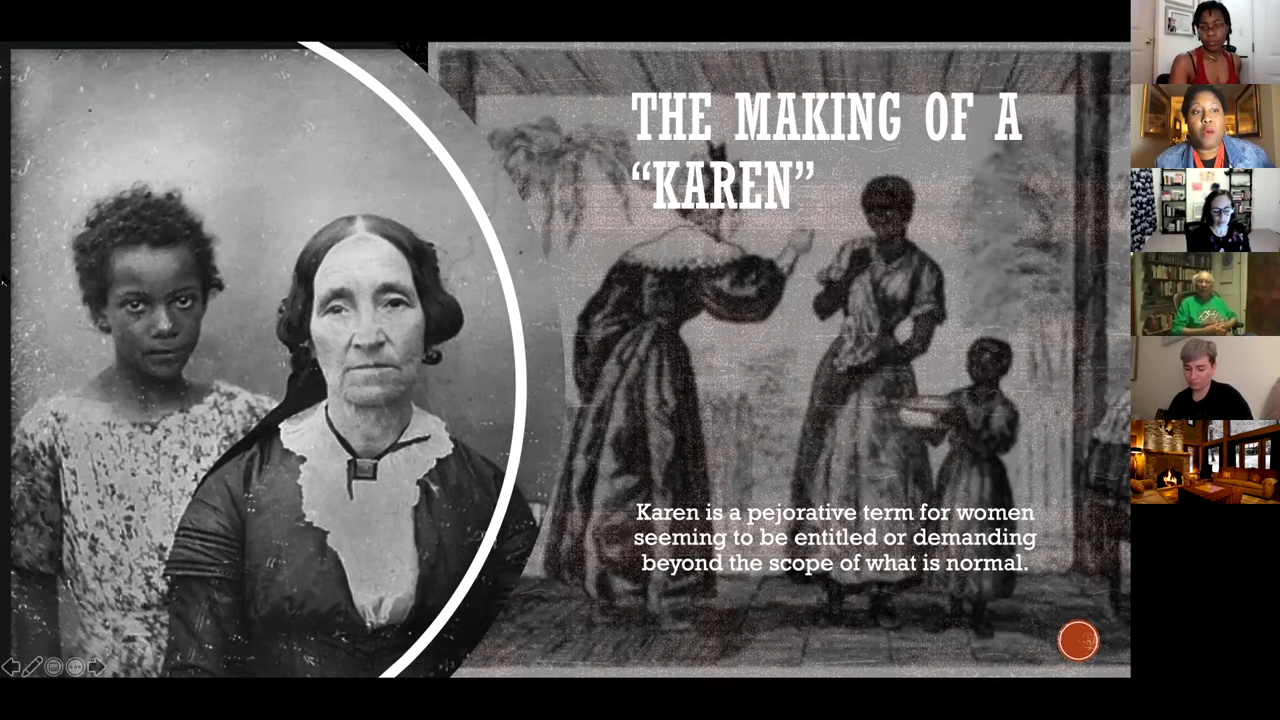 THE MAKING OF A
“KAREN”
Karen is a pejorative term for women
seeming to be entitled or demanding
beyond the scope of what is normal.